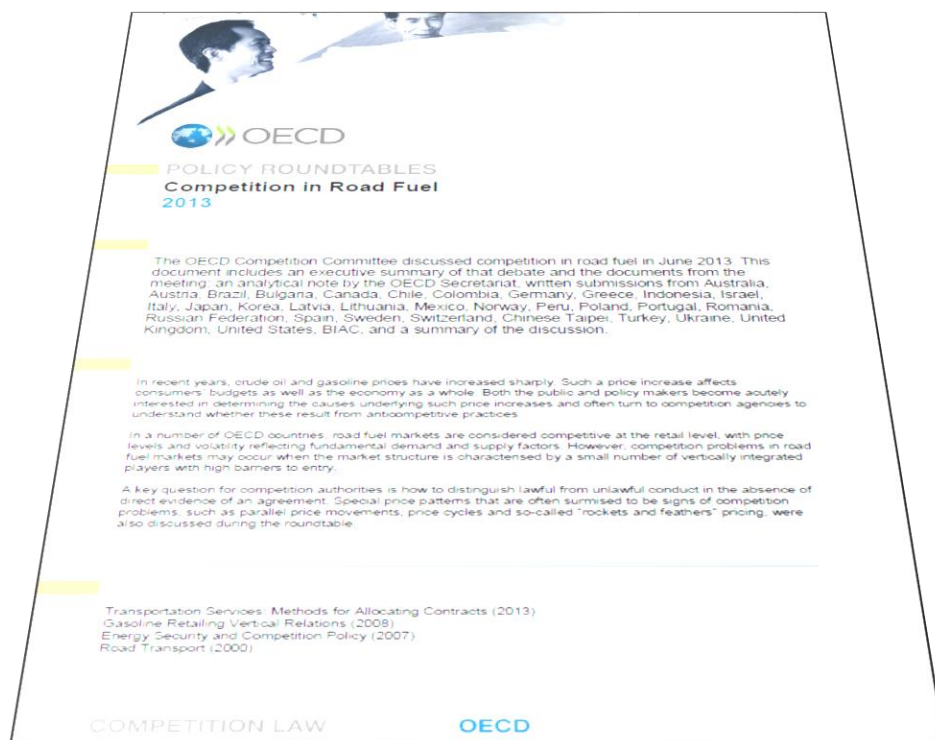 OECD
POLICY ROUNDTABLES
Competition in Road Fuel
2013
The OECD Competition Committee discussed competition in road fuel in June 2013. This
document includes an executive summary of that debate and the documents from the
meeting: an analytical note by the OECD Secretariat, written submissions from Australia,
Austria, Brazil, Bulgaria, Canada, Chile, Colombia, Germany, Greece, Indonesia, Israel,
Italy, Japan, Korea, Latvia, Lithuania, Mexico, Norway, Peru, Poland, Portugal, Romania,
Russian Federation, Spain, Sweden, Switzerland, Chinese Taipei, Turkey, Ukraine, United
Kingdom, United States, BIAC, and a summary of the discussion.
In recent years, crude oil and gasoline prices have increased sharply. Such a price increase affects
consumers' budgets as well as the economy as a whole. Both the public and policy makers become acutely
interested in determining the causes underlying such price increases and often turn to competition agencies to
understand whether these result from anticompetitive practices.
In a number of OECD countries, road fuel markets are considered competitive at the retail level, with price
levels and volatility reflecting fundamental demand and supply factors. However, competition problems in road
fuel markets may occur when the market structure is characterised by a small number of vertically integrated
players with high barriers to entry.
A key question for competition authorities is how to distinguish lawful from unlawful conduct in the absence of
direct evidence of an agreement. Special price patterns that are often surmised to be signs of competition
problems, such as parallel price movements, price cycles and so-called "rockets and feathers" pricing, were
also discussed during the roundtable.
Transportation Services: Methods for Allocating Contracts (2013)
Gasoline Retailing Vertical Relations (2008)
Energy Security and Competition Policy (2007)
Road Transport (2000)
COMPETITION LAW OECD